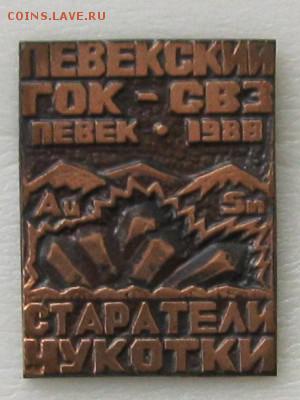 COINS.LAVE.RU
ПЕВЕКСКИЙ
ГОК - СВЗ
ПЕВЕК • 1988
Au Sn
СТАРАТЕЛИ
ЧУКОТКИ